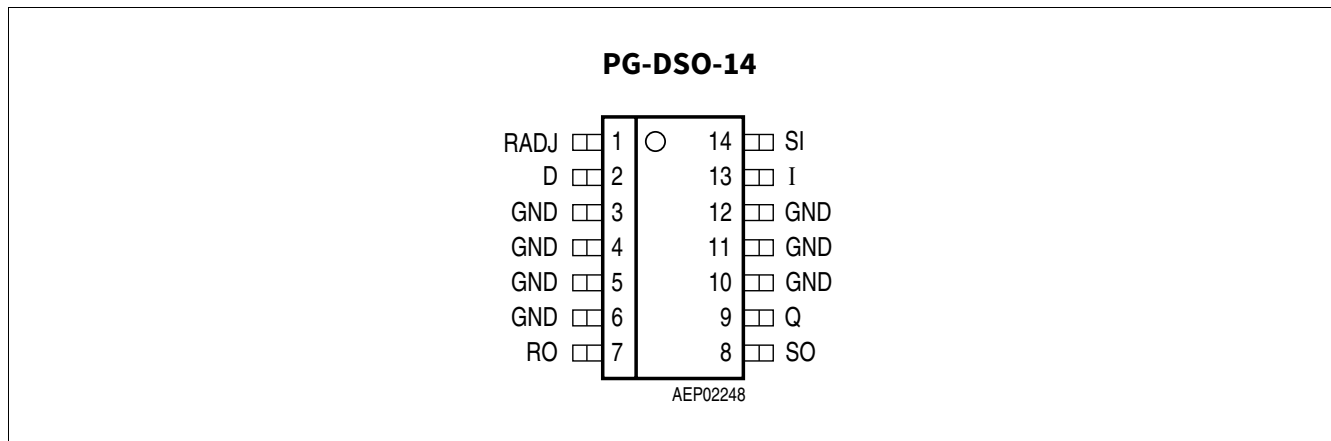 PG-DSO-14
RADJ 1 14 SI
D 2 13 I
GND 3 12 GND
GND 4 11 GND
GND 5 10 GND
GND 6 9 Q
RO 7 8 SO
AEP02248